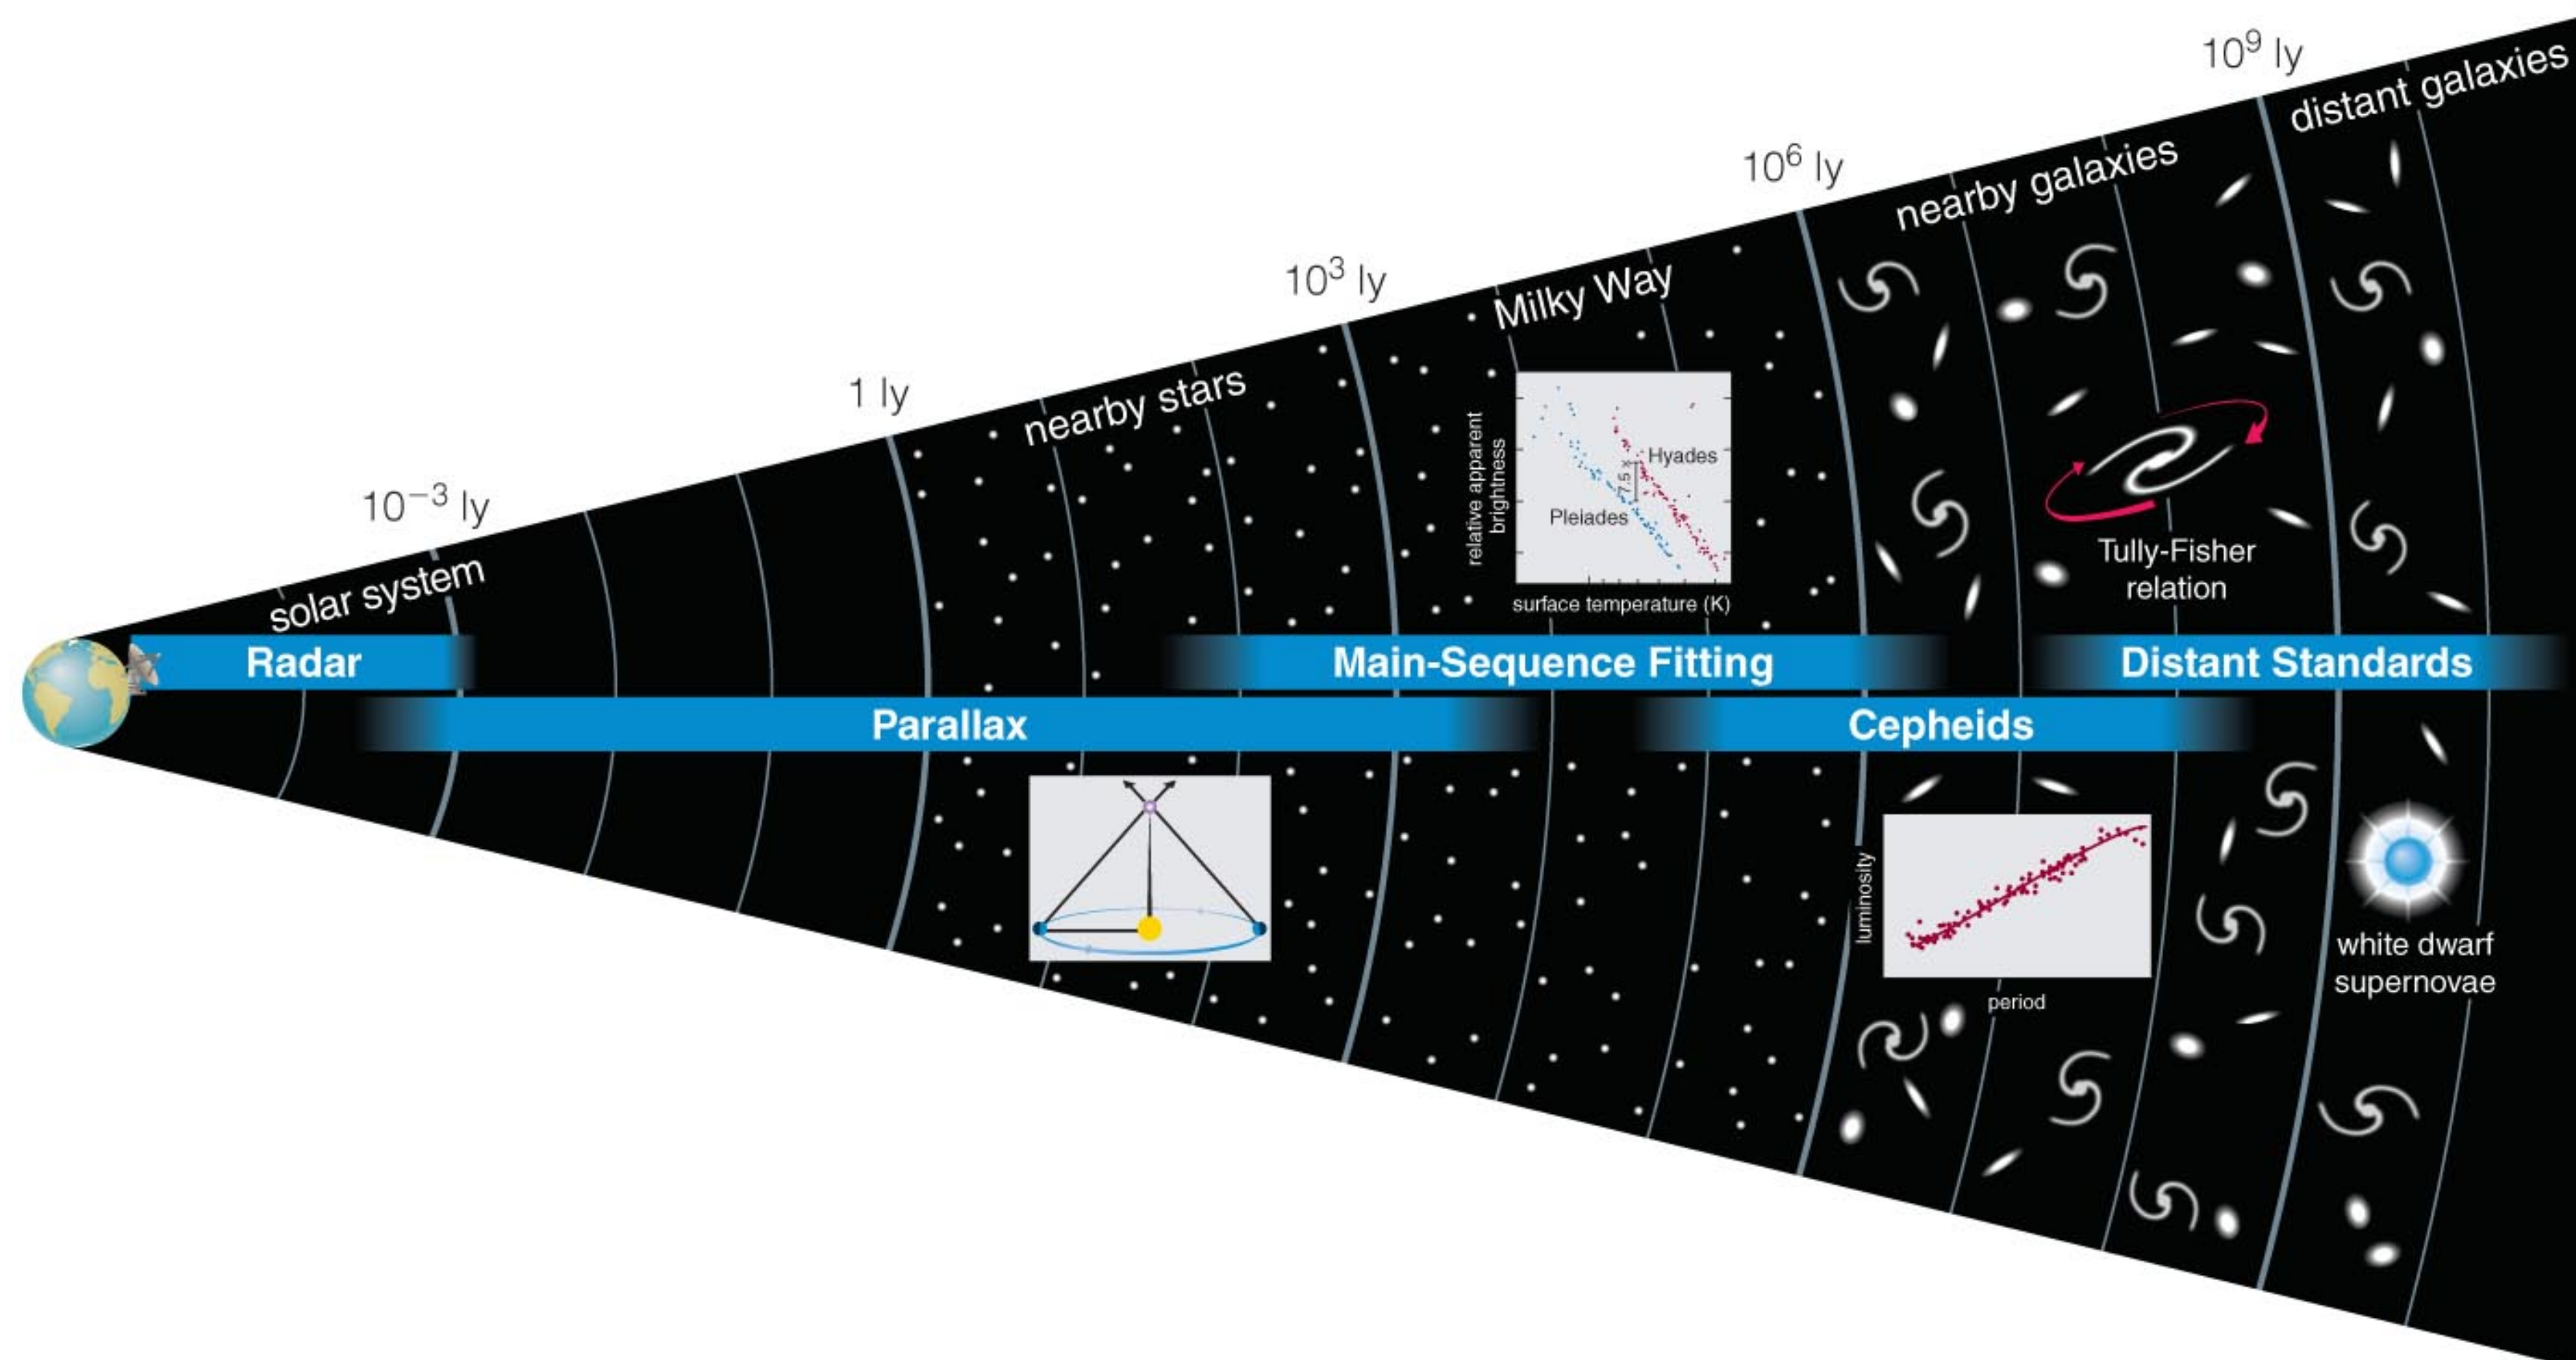 10⁹ ly
distant galaxies
10⁶ ly
nearby galaxies
10³ ly
Milky Way
1 ly
nearby stars
10⁻³ ly
solar system
relative apparent
brightness
Hyades
7.5 ×
Pleiades
surface temperature (K)
Tully-Fisher
relation
Radar
Main-Sequence Fitting
Distant Standards
Parallax
Cepheids
luminosity
period
white dwarf
supernovae